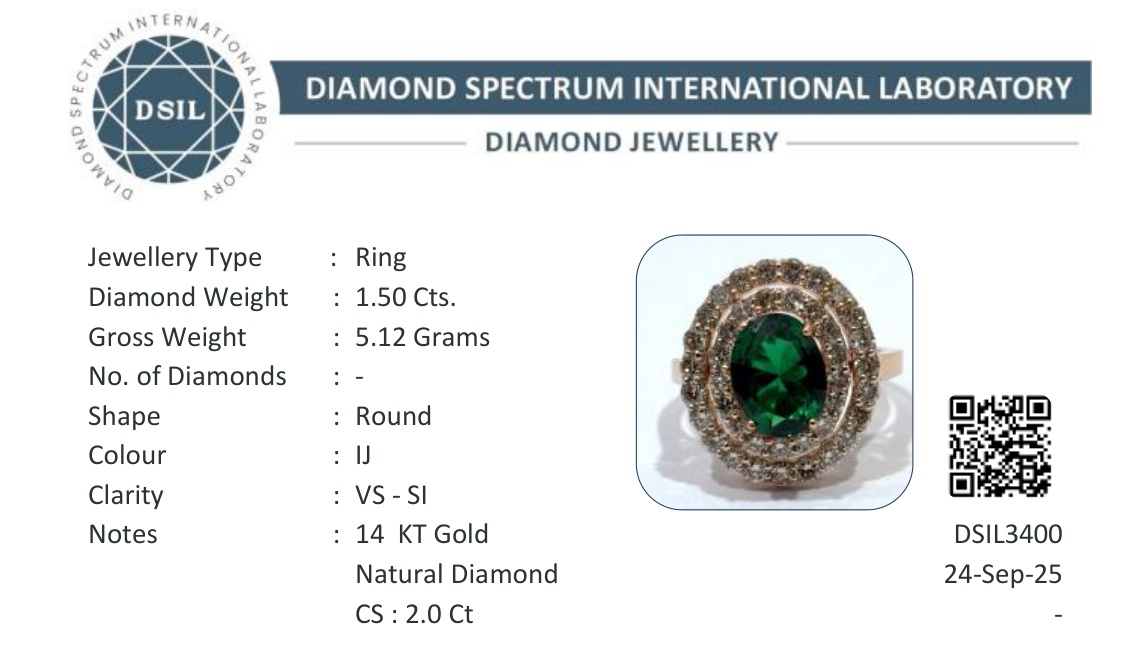 DIAMOND SPECTRUM INTERNATIONAL LABORATORY
DSIL
DIAMOND SPECTRUM INTERNATIONAL LABORATORY
DIAMOND JEWELLERY
Jewellery Type : Ring
Diamond Weight : 1.50 Cts.
Gross Weight : 5.12 Grams
No. of Diamonds : -
Shape : Round
Colour : IJ
Clarity : VS - SI
Notes : 14 KT Gold
Natural Diamond
CS : 2.0 Ct
DSIL3400
24-Sep-25
-